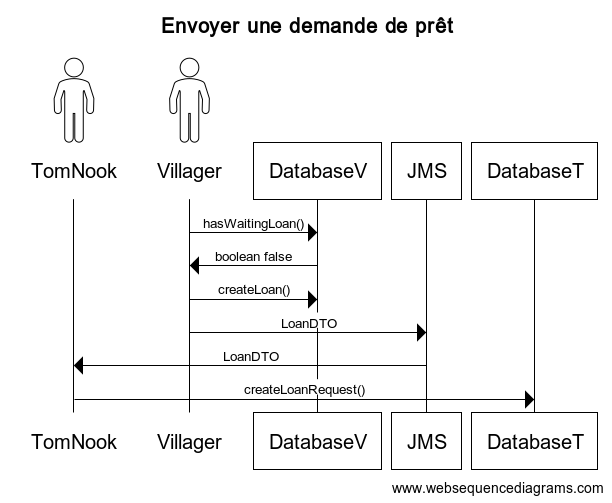 Envoyer une demande de prêt
TomNook Villager DatabaseV JMS DatabaseT
hasWaitingLoan()
boolean false
createLoan()
LoanDTO
LoanDTO
createLoanRequest()
TomNook Villager DatabaseV JMS DatabaseT
www.websequencediagrams.com